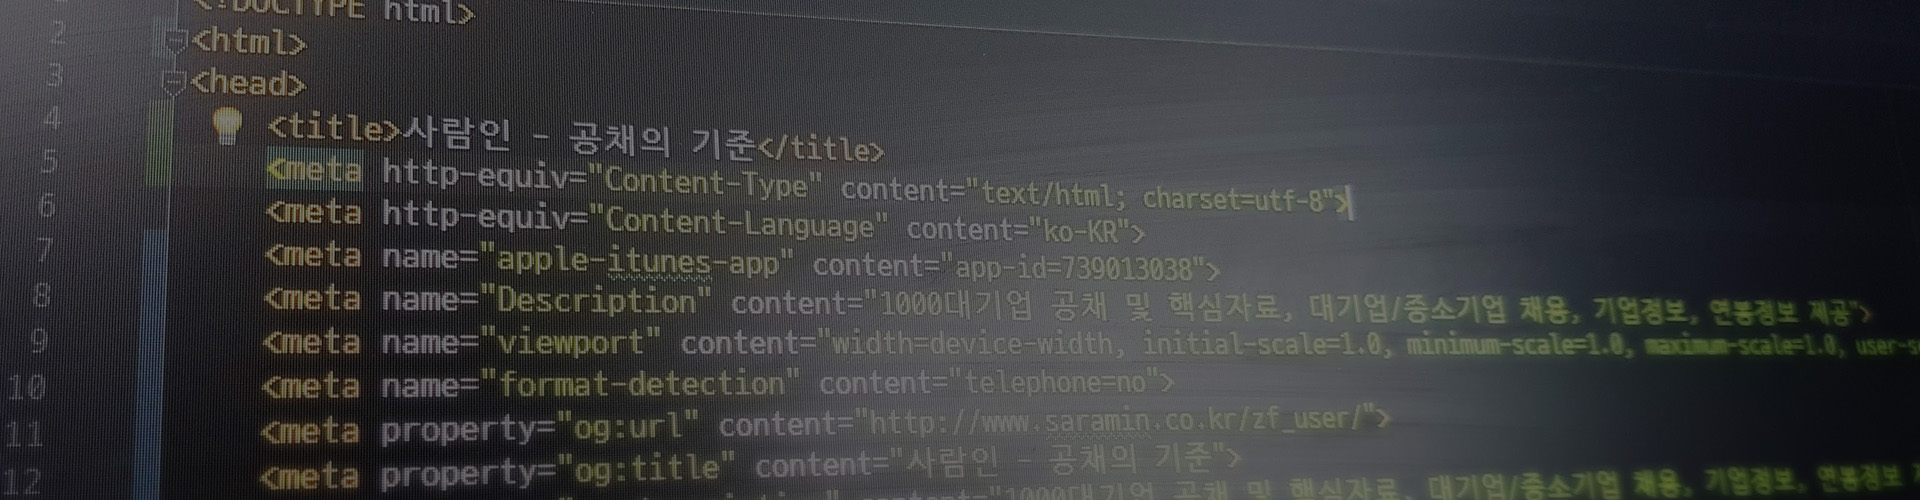 <!DOCTYPE html>
2 <html>
3 <head>
4 <title>사람인 - 공채의 기준</title>
5 <meta http-equiv="Content-Type" content="text/html; charset=utf-8">
6 <meta http-equiv="Content-Language" content="ko-KR">
7 <meta name="apple-itunes-app" content="app-id=739013038">
8 <meta name="Description" content="1000대기업 공채 및 핵심자료, 대기업/중소기업 채용, 기업정보, 연봉정보 제공">
9 <meta name="viewport" content="width=device-width, initial-scale=1.0, minimum-scale=1.0, maximum-scale=1.0,
10 <meta name="format-detection" content="telephone=no">
11 <meta property="og:url" content="http://www.saramin.co.kr/zf_user/">
12 <meta property="og:title" content="사람인 - 공채의 기준">
content="1000대기업 공채 및 핵심자료, 대기업/중소기업 채용, 기업정보, 연봉정보